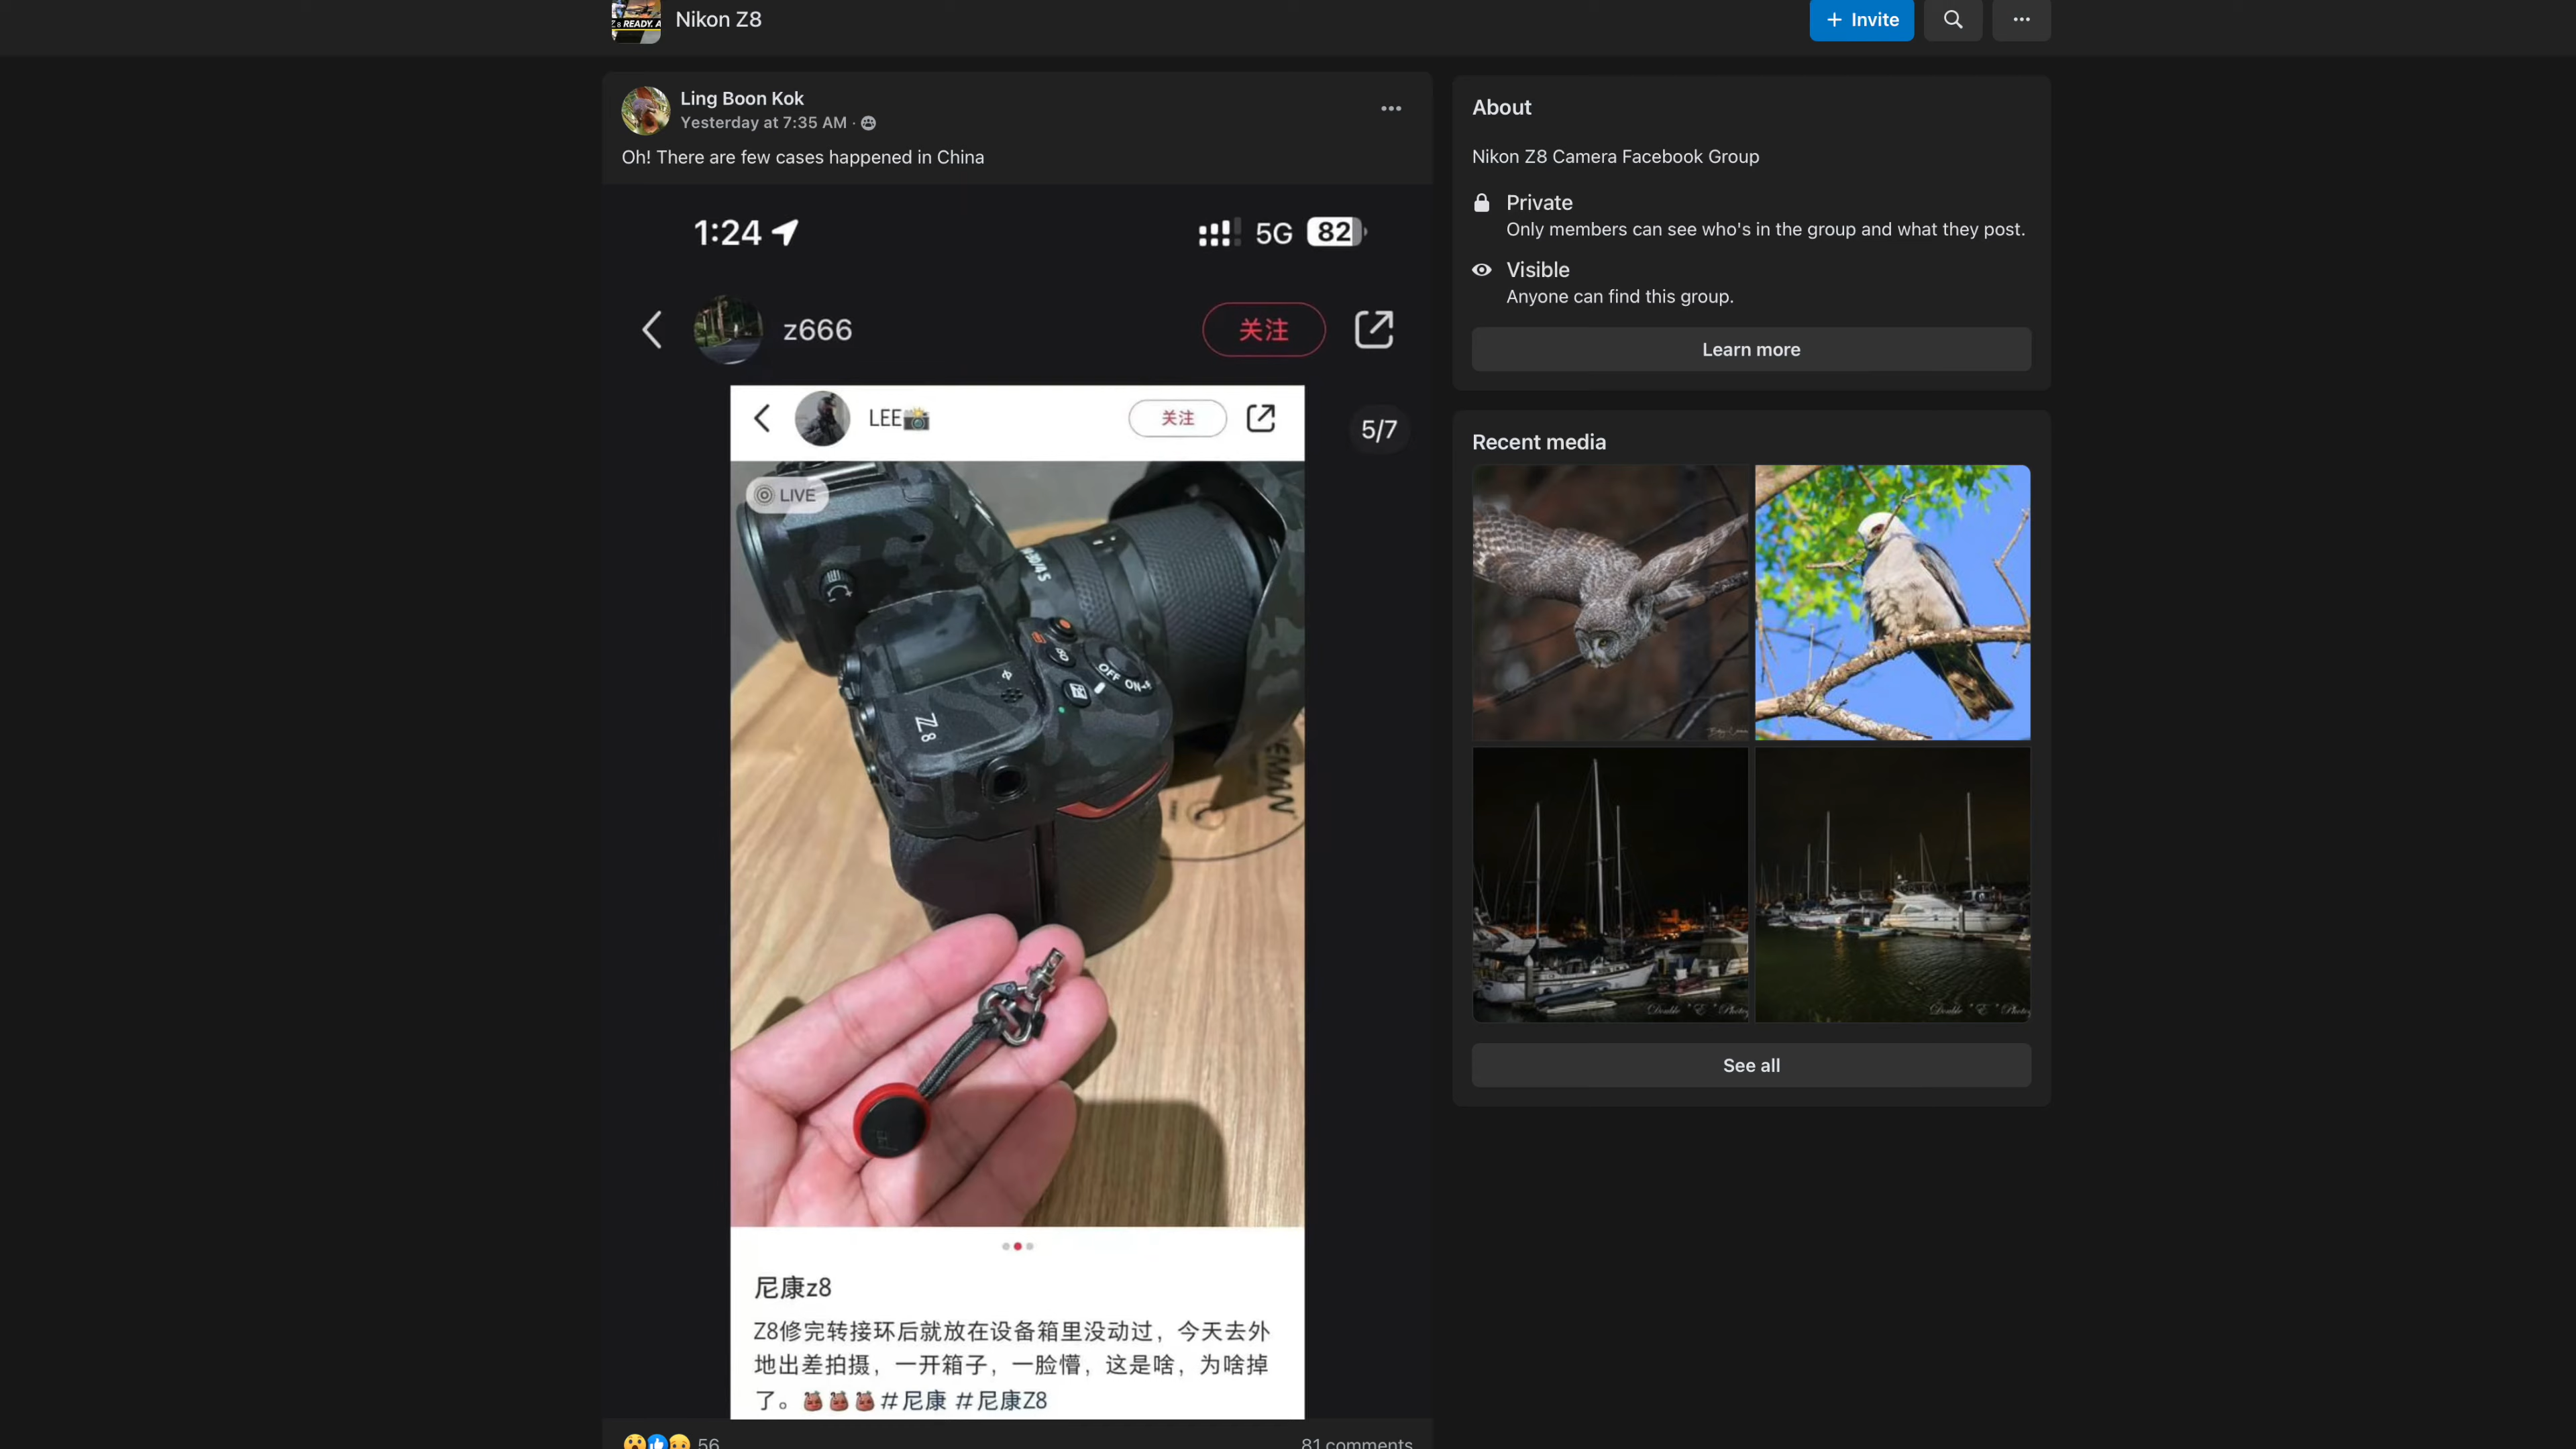 Nikon Z8
+ Invite
Ling Boon Kok
Yesterday at 7:35 AM ·
Oh! There are few cases happened in China
1:24
5G 82
z666
关注
LEE
关注
5/7
LIVE
OFF
ON
Z8
尼康z8
Z8修完转接环后就放在设备箱里没动过，今天去外
地出差拍摄，一开箱子，一脸懵，这是啥，为啥掉
了。#尼康 #尼康Z8
56
81 comments
About
Nikon Z8 Camera Facebook Group
Private
Only members can see who's in the group and what they post.
Visible
Anyone can find this group.
Learn more
Recent media
Double "E" Photo
Double "E" Photo
See all